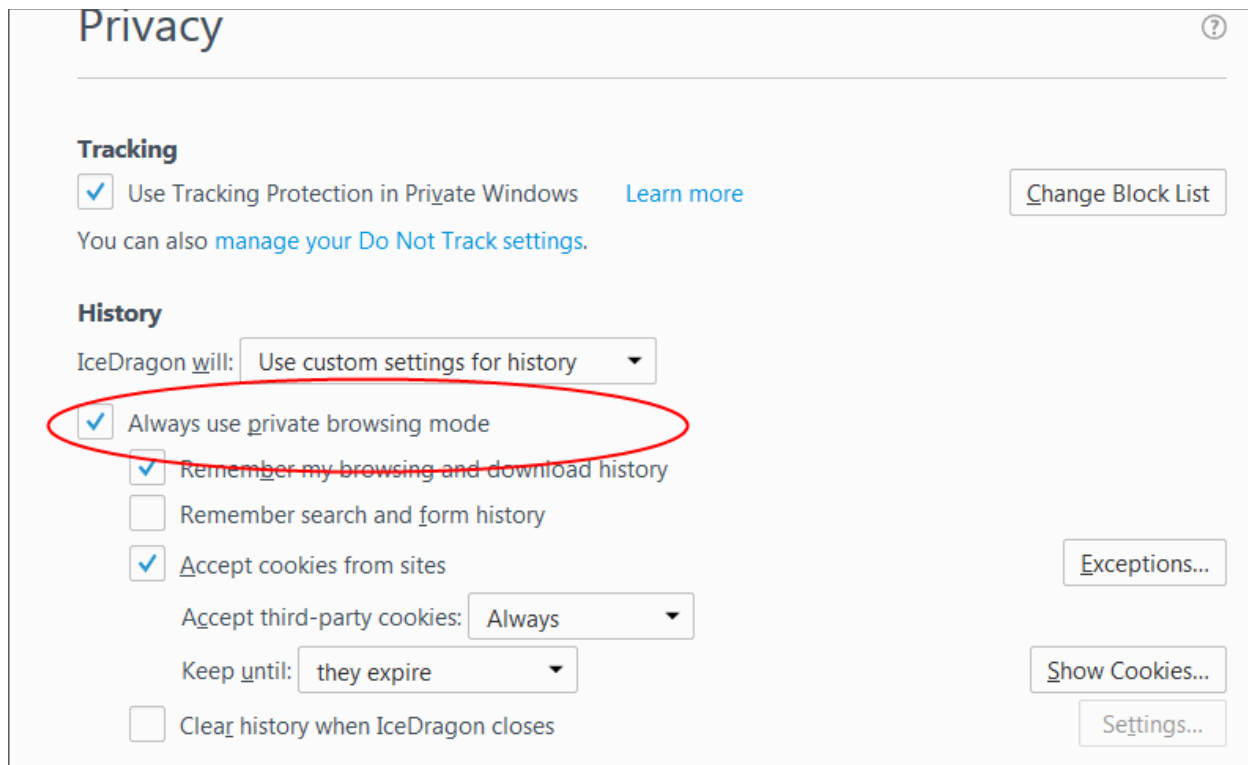 Privacy
?
Tracking
Use Tracking Protection in Private Windows Learn more Change Block List
You can also manage your Do Not Track settings.
History
IceDragon will: Use custom settings for history
Always use private browsing mode
Remember my browsing and download history
Remember search and form history
Accept cookies from sites Exceptions...
Accept third-party cookies: Always
Keep until: they expire Show Cookies...
Clear history when IceDragon closes Settings...